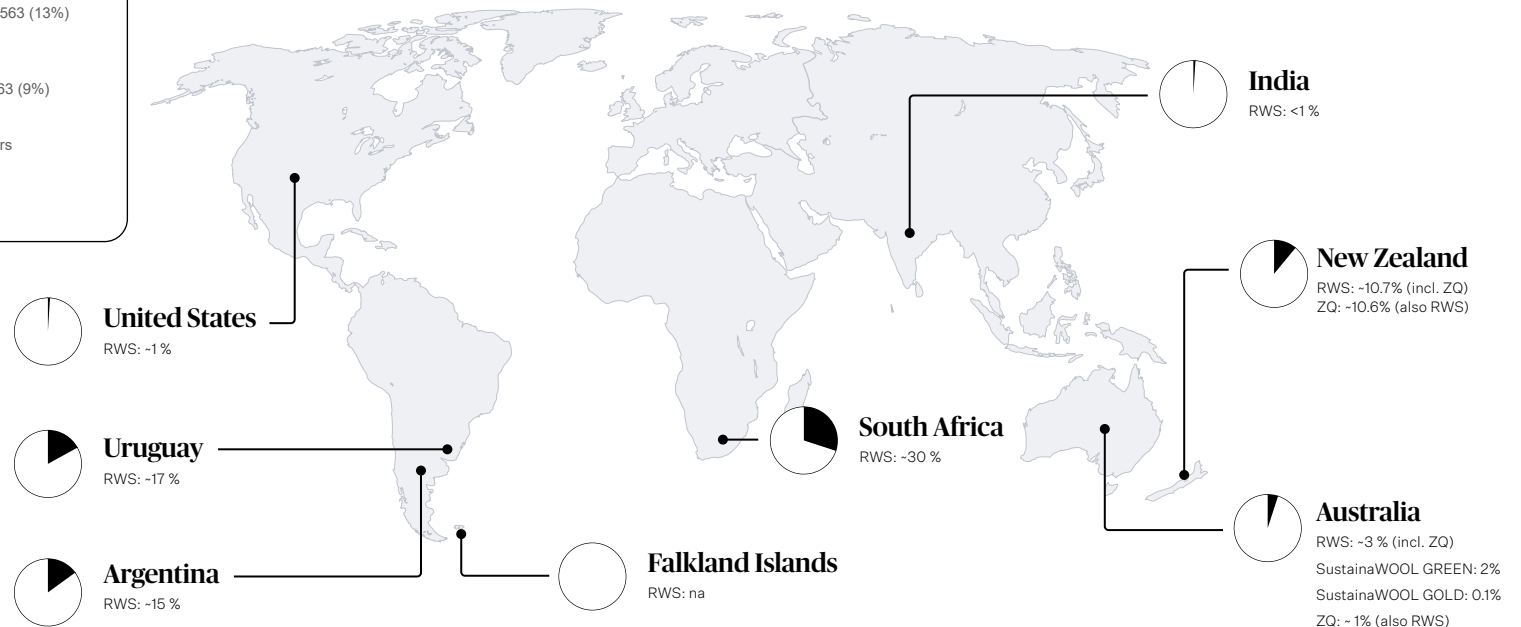 563 (13%)
63 (9%)
rs
India
RWS: <1 %
New Zealand
RWS: ~10.7% (incl. ZQ)
ZQ: ~10.6% (also RWS)
United States
RWS: ~1 %
South Africa
RWS: ~30 %
Uruguay
RWS: ~17 %
Australia
RWS: ~3 % (incl. ZQ)
SustainaWOOL GREEN: 2%
SustainaWOOL GOLD: 0.1%
ZQ: ~ 1% (also RWS)
Argentina
RWS: ~15 %
Falkland Islands
RWS: na